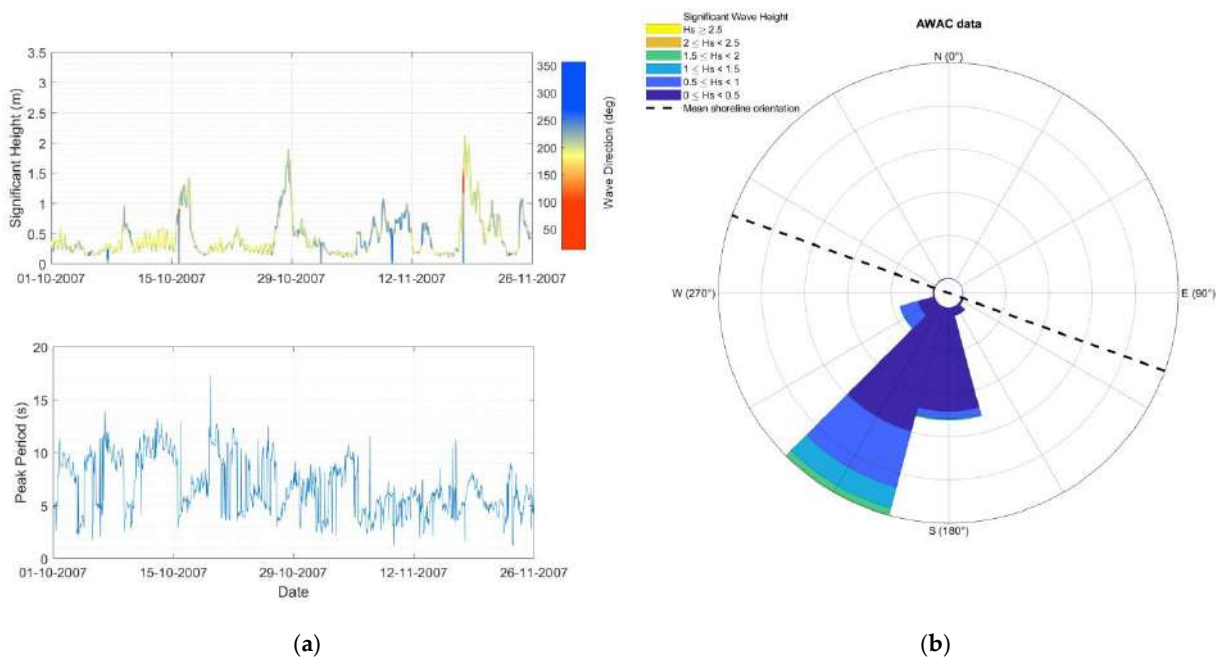 3.5
3
2.5
2
1.5
1
0.5
0
Significant Height (m)
01-10-2007
15-10-2007
29-10-2007
12-11-2007
26-11-2007
350
300
250
200
150
100
50
Wave Direction (deg)
20
15
10
5
0
Peak Period (s)
01-10-2007
15-10-2007
29-10-2007
12-11-2007
26-11-2007
Date
(a)
Significant Wave Height
Hs ≥ 2.5
2 ≤ Hs < 2.5
1.5 ≤ Hs < 2
1 ≤ Hs < 1.5
0.5 ≤ Hs < 1
0 ≤ Hs < 0.5
Mean shoreline orientation
AWAC data
N (0°)
W (270°)
E (90°)
S (180°)
(b)